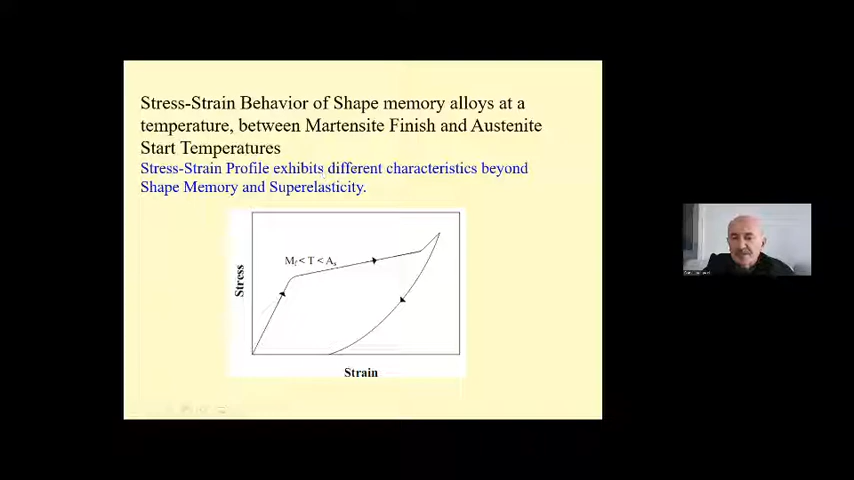 Stress-Strain Behavior of Shape memory alloys at a
temperature, between Martensite Finish and Austenite
Start Temperatures
Stress-Strain Profile exhibits different characteristics beyond
Shape Memory and Superelasticity.
Mf < T < As
Stress
Strain